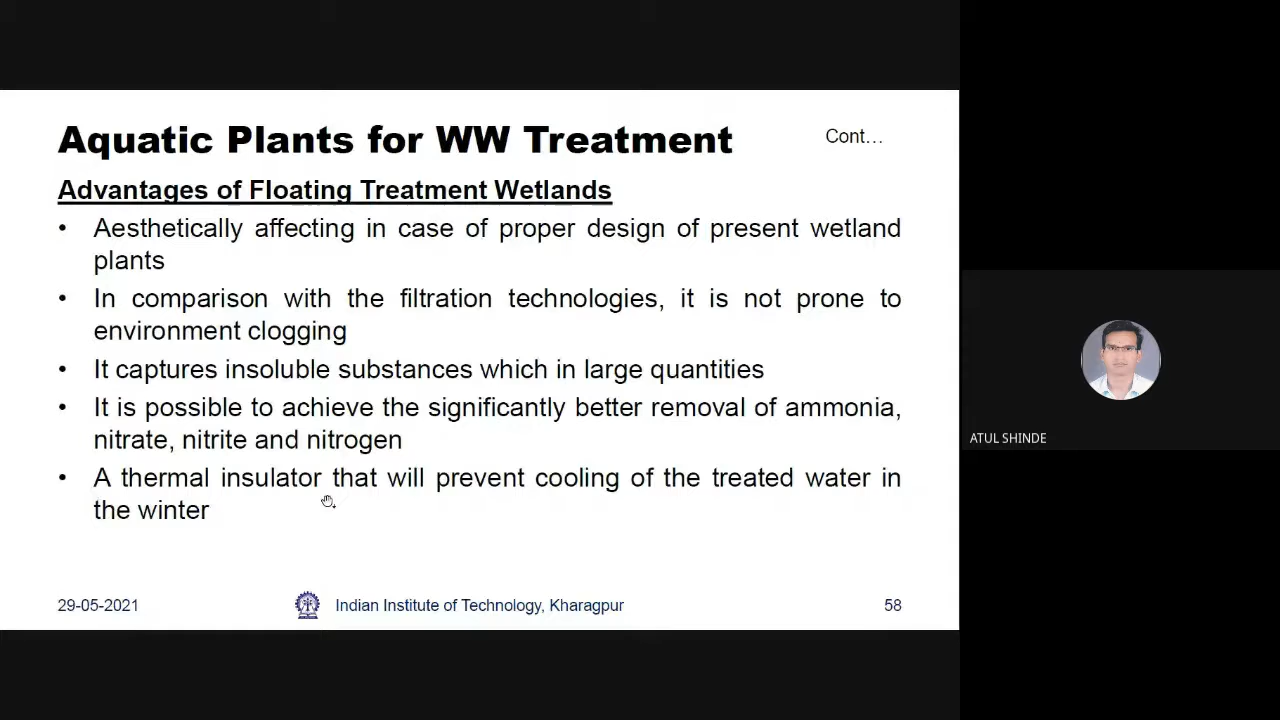 Aquatic Plants for WW Treatment
Cont...
Advantages of Floating Treatment Wetlands
• Aesthetically affecting in case of proper design of present wetland
plants
• In comparison with the filtration technologies, it is not prone to
environment clogging
• It captures insoluble substances which in large quantities
• It is possible to achieve the significantly better removal of ammonia,
nitrate, nitrite and nitrogen
• A thermal insulator that will prevent cooling of the treated water in
the winter
29-05-2021
Indian Institute of Technology, Kharagpur
58
ATUL SHINDE